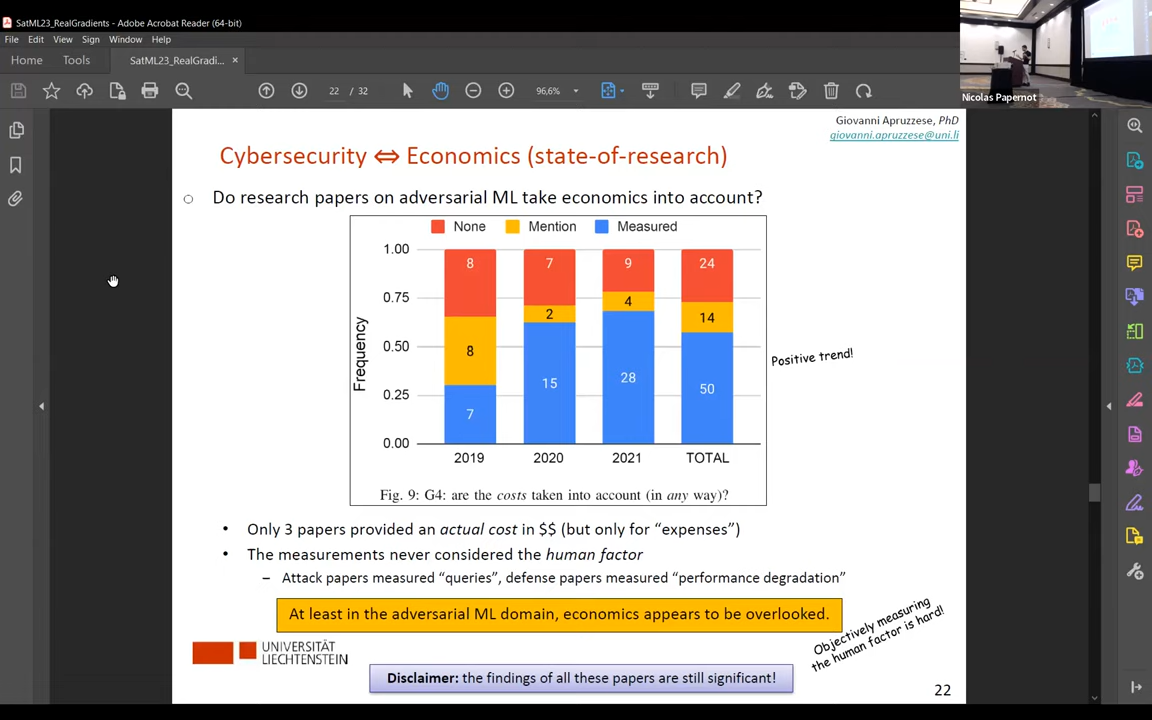 SatML23_RealGradients - Adobe Acrobat Reader (64-bit)
File Edit View Sign Window Help
Home Tools SatML23_RealGradi... ×
22 / 32 96,6%
Nicolas Papernot
Giovanni Apruzzese, PhD
giovanni.apruzzese@uni.li
Cybersecurity ⇔ Economics (state-of-research)
Do research papers on adversarial ML take economics into account?
None Mention Measured
Frequency
1.00
0.75
0.50
0.25
0.00
8 7 9 24
8 2 4 14
7 15 28 50
2019 2020 2021 TOTAL
Positive trend!
Fig. 9: G4: are the costs taken into account (in any way)?
• Only 3 papers provided an actual cost in $$ (but only for “expenses”)
• The measurements never considered the human factor
– Attack papers measured “queries”, defense papers measured “performance degradation”
At least in the adversarial ML domain, economics appears to be overlooked.
Objectively measuring
the human factor is hard!
UNIVERSITÄT
LIECHTENSTEIN
Disclaimer: the findings of all these papers are still significant!
22